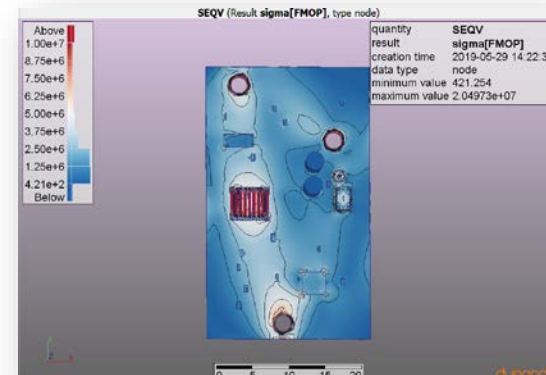 SEQV (Result sigma[FMOP], type node)
Above
1.00e+7
8.75e+6
7.50e+6
6.25e+6
5.00e+6
3.75e+6
2.50e+6
1.25e+6
4.21e+2
Below
quantity SEQV
result sigma[FMOP]
creation time 2019-05-29 14:22:3
data type node
minimum value 421.254
maximum value 2.04973e+07
0 5 10 15 20